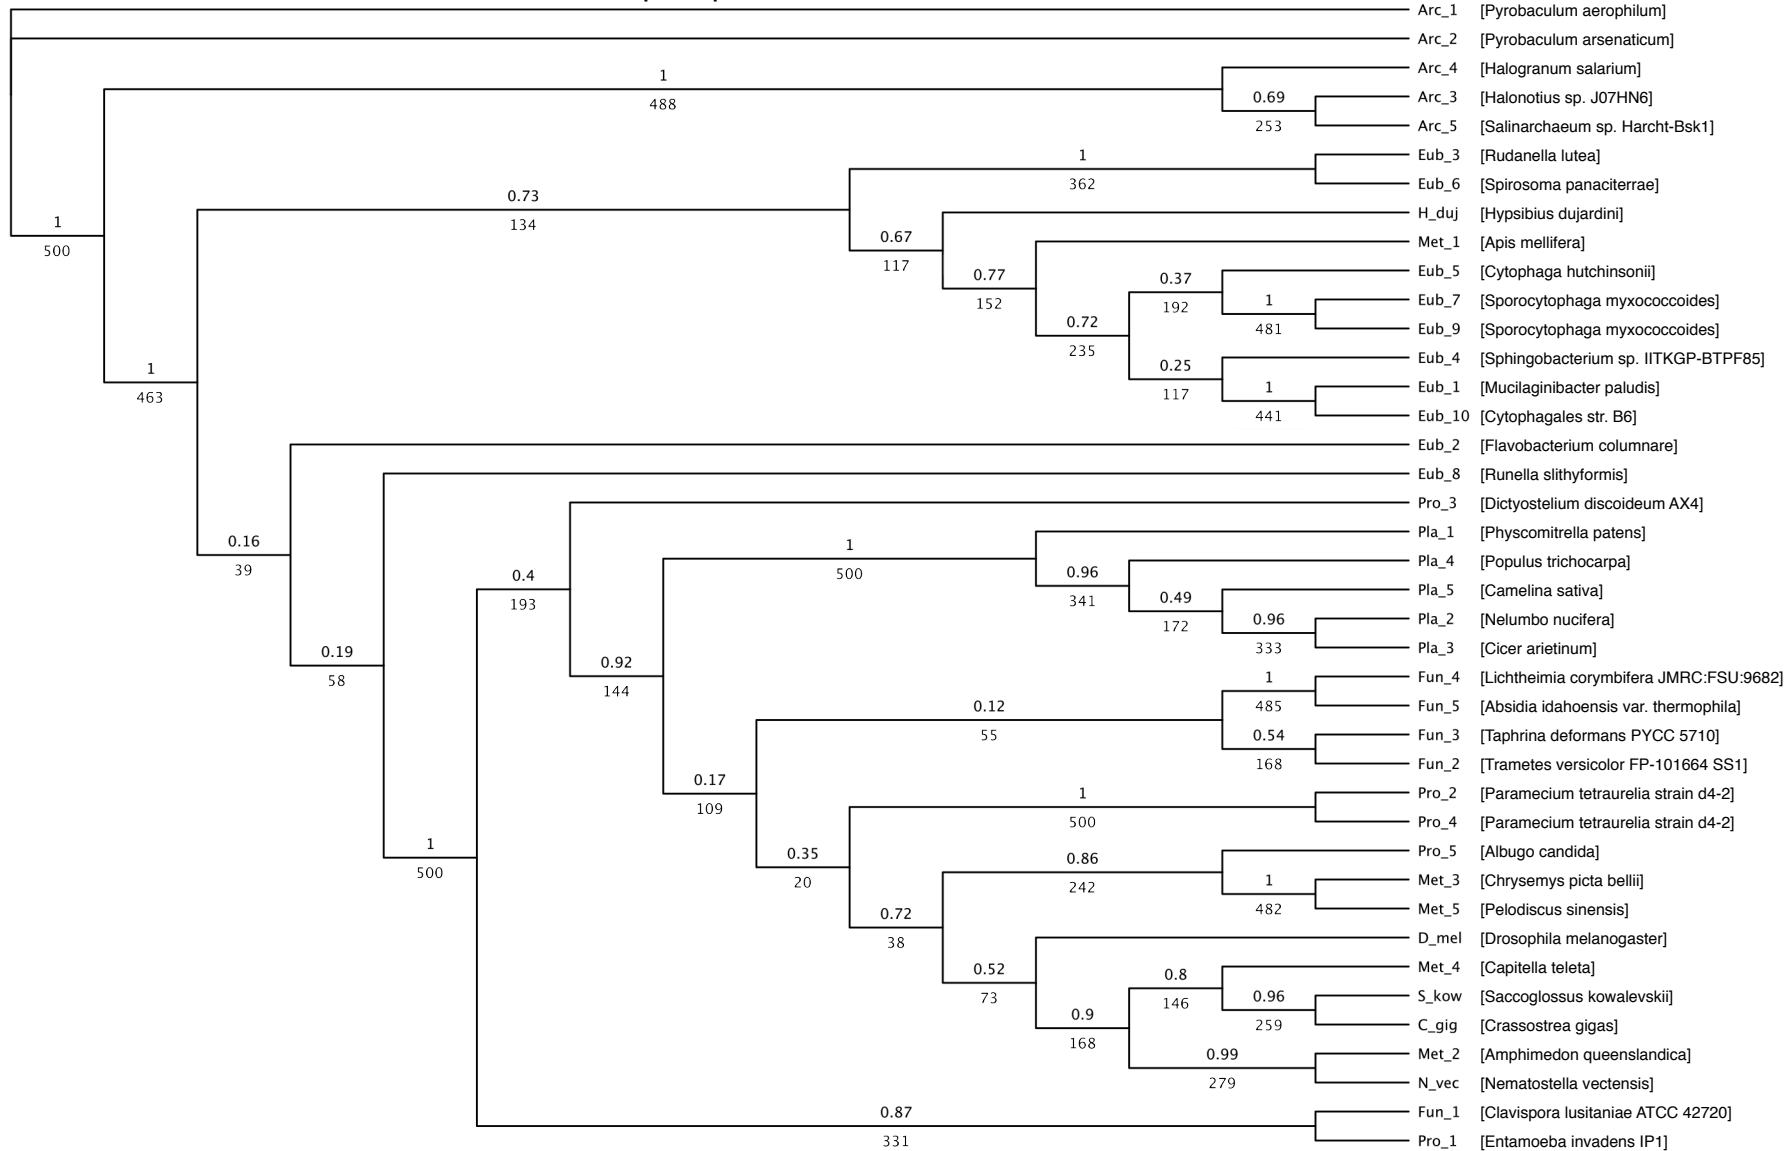 Arc_1 [Pyrobaculum aerophilum]
Arc_2 [Pyrobaculum arsenaticum]
Arc_4 [Halogranum salarium]
1
488
0.69 Arc_3 [Halonotius sp. J07HN6]
253 Arc_5 [Salinarchaeum sp. Harcht-Bsk1]
1 Eub_3 [Rudanella lutea]
362 Eub_6 [Spirosoma panaciterrae]
0.73
134
H_duj [Hypsibius dujardini]
1
500
0.67
117
Met_1 [Apis mellifera]
0.77
152
0.37 Eub_5 [Cytophaga hutchinsonii]
192 1 Eub_7 [Sporocytophaga myxococcoides]
0.72 481 Eub_9 [Sporocytophaga myxococcoides]
235
0.25 Eub_4 [Sphingobacterium sp. IITKGP-BTPF85]
1
463
117 1 Eub_1 [Mucilaginibacter paludis]
441 Eub_10 [Cytophagales str. B6]
Eub_2 [Flavobacterium columnare]
Eub_8 [Runella slithyformis]
Pro_3 [Dictyostelium discoideum AX4]
Pla_1 [Physcomitrella patens]
0.16
39
1
500
Pla_4 [Populus trichocarpa]
0.4
193
0.96
341
Pla_5 [Camelina sativa]
0.49
172
0.96 Pla_2 [Nelumbo nucifera]
333 Pla_3 [Cicer arietinum]
0.19
58
0.92
144
1 Fun_4 [Lichtheimia corymbifera JMRC:FSU:9682]
485 Fun_5 [Absidia idahoensis var. thermophila]
0.12
55
0.54 Fun_3 [Taphrina deformans PYCC 5710]
168 Fun_2 [Trametes versicolor FP-101664 SS1]
0.17
109
1 Pro_2 [Paramecium tetraurelia strain d4-2]
500 Pro_4 [Paramecium tetraurelia strain d4-2]
1
500
0.35
20
0.86 Pro_5 [Albugo candida]
242 1 Met_3 [Chrysemys picta bellii]
482 Met_5 [Pelodiscus sinensis]
0.72
38
D_mel [Drosophila melanogaster]
0.52
73
0.8 Met_4 [Capitella teleta]
146 0.96 S_kow [Saccoglossus kowalevskii]
259 C_gig [Crassostrea gigas]
0.9
168
0.99 Met_2 [Amphimedon queenslandica]
279 N_vec [Nematostella vectensis]
0.87 Fun_1 [Clavispora lusitaniae ATCC 42720]
331 Pro_1 [Entamoeba invadens IP1]